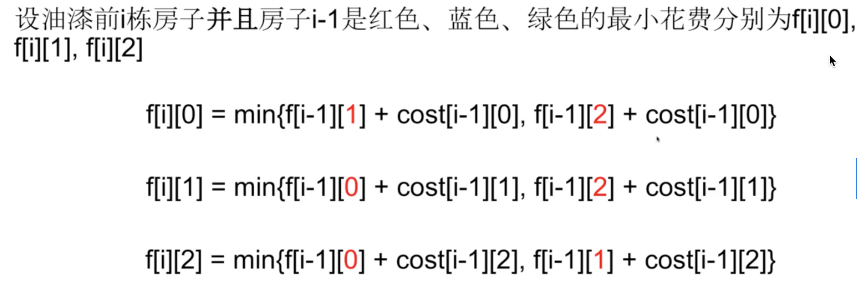 设油漆前i栋房子并且房子i-1是红色、蓝色、绿色的最小花费分别为f[i][0],
f[i][1], f[i][2]
f[i][0] = min{f[i-1][1] + cost[i-1][0], f[i-1][2] + cost[i-1][0]}
f[i][1] = min{f[i-1][0] + cost[i-1][1], f[i-1][2] + cost[i-1][1]}
f[i][2] = min{f[i-1][0] + cost[i-1][2], f[i-1][1] + cost[i-1][2]}